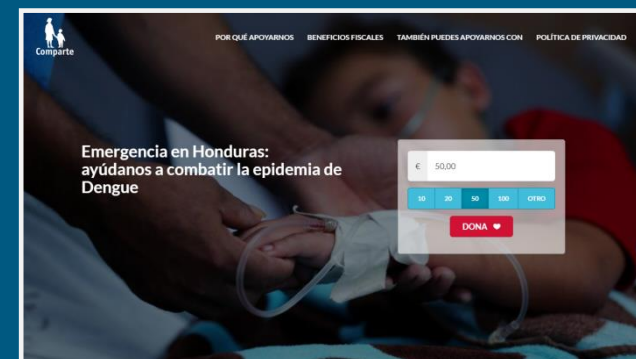 Comparte
POR QUÉ APOYARNOS BENEFICIOS FISCALES TAMBIÉN PUEDES APOYARNOS CON POLÍTICA DE PRIVACIDAD
Emergencia en Honduras:
ayúdanos a combatir la epidemia de
Dengue
€ 50,00
10 20 50 100 OTRO
DONA